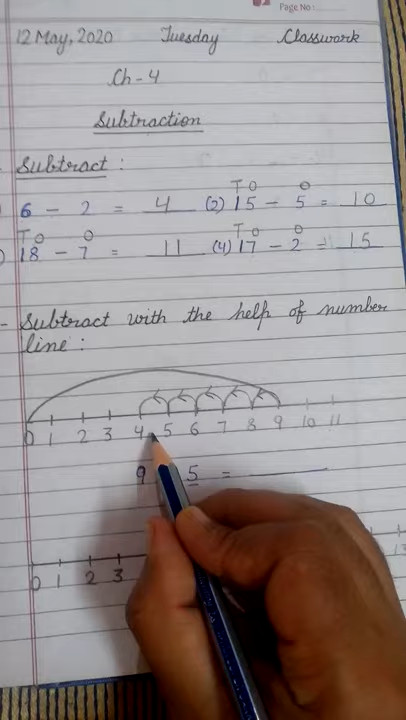 Page No:
12 May, 2020 Tuesday Classwork
Ch-4
Subtraction
Subtract:
6 - 2 = 4 (2) 15 - 5 = 10
T O O T O O
18 - 7 = 11 (4) 17 - 2 = 15
T O O T O O
Subtract with the help of number
line:
0 1 2 3 4 5 6 7 8 9 10 11
9 5 =
0 1 2 3